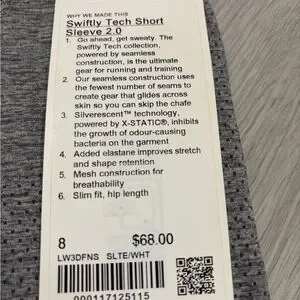 WHY WE MADE THIS
Swiftly Tech Short
Sleeve 2.0
1. Go ahead, get sweaty. The
Swiftly Tech collection,
powered by seamless
construction, is the ultimate
gear for running and training
2. Our seamless construction uses
the fewest number of seams to
create gear that glides across
skin so you can skip the chafe
3. Silverescent™ technology,
powered by X-STATIC®, inhibits
the growth of odour-causing
bacteria on the garment
4. Added elastane improves stretch
and shape retention
5. Mesh construction for
breathability
6. Slim fit, hip length
8 $68.00
LW3DFNS SLTE/WHT
000117125115